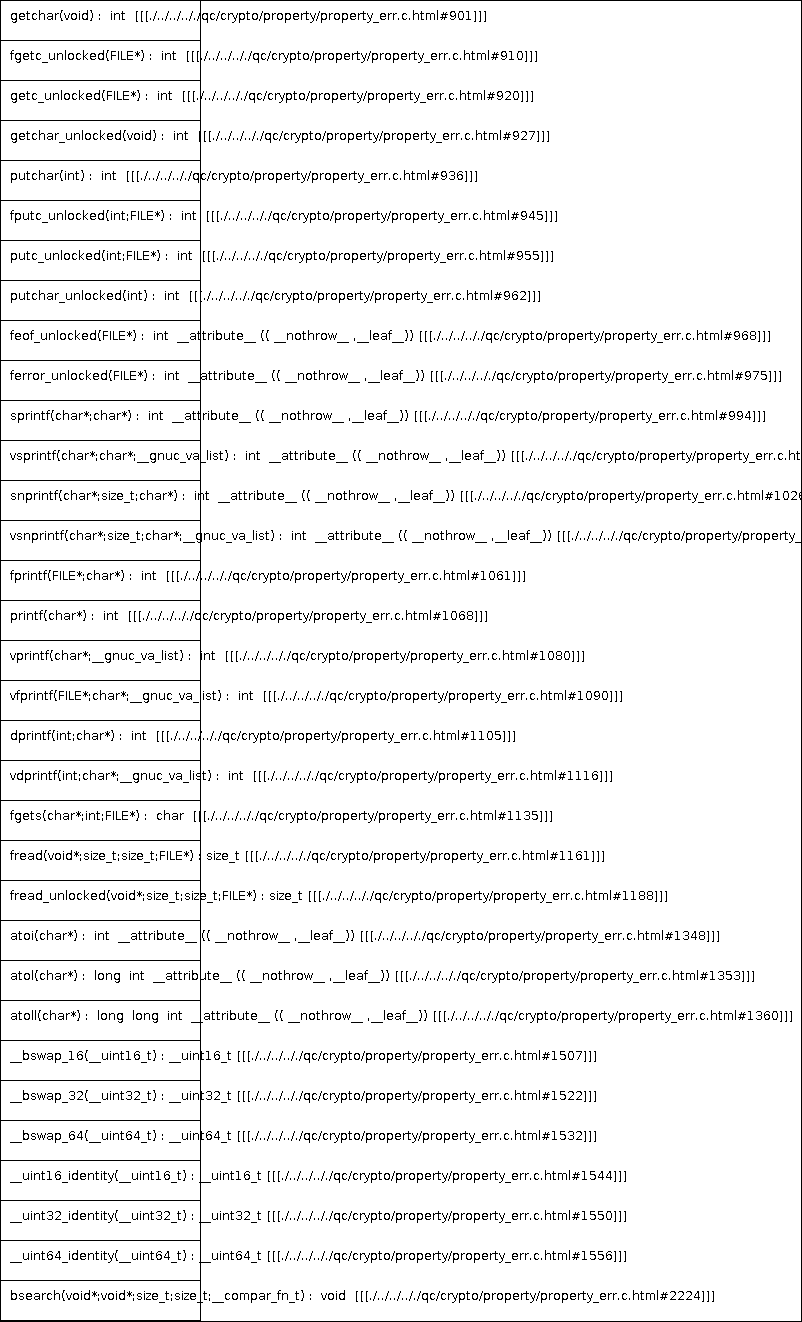 getchar(void) : int [[[./../../../qc/crypto/property/property_err.c.html#901]]]
fgetc_unlocked(FILE*) : int [[[./../../../qc/crypto/property/property_err.c.html#910]]]
getc_unlocked(FILE*) : int [[[./../../../qc/crypto/property/property_err.c.html#920]]]
getchar_unlocked(void) : int [[[./../../../qc/crypto/property/property_err.c.html#927]]]
putchar(int) : int [[[./../../../qc/crypto/property/property_err.c.html#936]]]
fputc_unlocked(int;FILE*) : int [[[./../../../qc/crypto/property/property_err.c.html#945]]]
putc_unlocked(int;FILE*) : int [[[./../../../qc/crypto/property/property_err.c.html#955]]]
putchar_unlocked(int) : int [[[./../../../qc/crypto/property/property_err.c.html#962]]]
feof_unlocked(FILE*) : int __attribute__ (( __nothrow__ ,__leaf__)) [[[./../../../qc/crypto/property/property_err.c.html#968]]]
ferror_unlocked(FILE*) : int __attribute__ (( __nothrow__ ,__leaf__)) [[[./../../../qc/crypto/property/property_err.c.html#975]]]
sprintf(char*;char*) : int __attribute__ (( __nothrow__ ,__leaf__)) [[[./../../../qc/crypto/property/property_err.c.html#994]]]
vsprintf(char*;char*;__gnuc_va_list) : int __attribute__ (( __nothrow__ ,__leaf__)) [[[./../../../qc/crypto/property/property_err.c.ht
snprintf(char*;size_t;char*) : int __attribute__ (( __nothrow__ ,__leaf__)) [[[./../../../qc/crypto/property/property_err.c.html#1026
vsnprintf(char*;size_t;char*;__gnuc_va_list) : int __attribute__ (( __nothrow__ ,__leaf__)) [[[./../../../qc/crypto/property/property_
fprintf(FILE*;char*) : int [[[./../../../qc/crypto/property/property_err.c.html#1061]]]
printf(char*) : int [[[./../../../qc/crypto/property/property_err.c.html#1068]]]
vprintf(char*;__gnuc_va_list) : int [[[./../../../qc/crypto/property/property_err.c.html#1080]]]
vfprintf(FILE*;char*;__gnuc_va_list) : int [[[./../../../qc/crypto/property/property_err.c.html#1090]]]
dprintf(int;char*) : int [[[./../../../qc/crypto/property/property_err.c.html#1105]]]
vdprintf(int;char*;__gnuc_va_list) : int [[[./../../../qc/crypto/property/property_err.c.html#1116]]]
fgets(char*;int;FILE*) : char [[[./../../../qc/crypto/property/property_err.c.html#1135]]]
fread(void*;size_t;size_t;FILE*) : size_t [[[./../../../qc/crypto/property/property_err.c.html#1161]]]
fread_unlocked(void*;size_t;size_t;FILE*) : size_t [[[./../../../qc/crypto/property/property_err.c.html#1188]]]
atoi(char*) : int __attribute__ (( __nothrow__ ,__leaf__)) [[[./../../../qc/crypto/property/property_err.c.html#1348]]]
atol(char*) : long int __attribute__ (( __nothrow__ ,__leaf__)) [[[./../../../qc/crypto/property/property_err.c.html#1353]]]
atoll(char*) : long long int __attribute__ (( __nothrow__ ,__leaf__)) [[[./../../../qc/crypto/property/property_err.c.html#1360]]]
__bswap_16(__uint16_t) : __uint16_t [[[./../../../qc/crypto/property/property_err.c.html#1507]]]
__bswap_32(__uint32_t) : __uint32_t [[[./../../../qc/crypto/property/property_err.c.html#1522]]]
__bswap_64(__uint64_t) : __uint64_t [[[./../../../qc/crypto/property/property_err.c.html#1532]]]
__uint16_identity(__uint16_t) : __uint16_t [[[./../../../qc/crypto/property/property_err.c.html#1544]]]
__uint32_identity(__uint32_t) : __uint32_t [[[./../../../qc/crypto/property/property_err.c.html#1550]]]
__uint64_identity(__uint64_t) : __uint64_t [[[./../../../qc/crypto/property/property_err.c.html#1556]]]
bsearch(void*;void*;size_t;size_t;__compar_fn_t) : void [[[./../../../qc/crypto/property/property_err.c.html#2224]]]